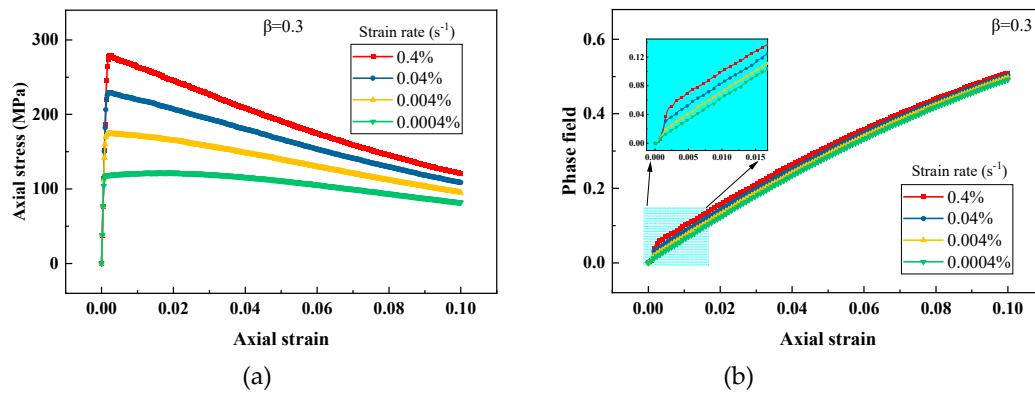 β=0.3
Strain rate (s⁻¹)
0.4%
0.04%
0.004%
0.0004%
300
200
100
0
Axial stress (MPa)
0.00 0.02 0.04 0.06 0.08 0.10
Axial strain
(a)
β=0.3
0.12
0.08
0.04
0.00
0.000 0.005 0.010 0.015
Strain rate (s⁻¹)
0.4%
0.04%
0.004%
0.0004%
0.6
0.4
0.2
0.0
Phase field
0.00 0.02 0.04 0.06 0.08 0.10
Axial strain
(b)